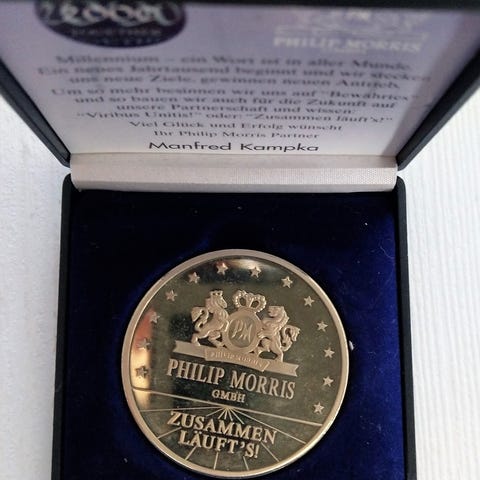 2000
TOGETHER
PM
PHILIP MORRIS
Millennium – ein Wort ist in aller Munde.
Ein neues Jahrtausend beginnt und wir stecken
uns neue Ziele, gewinnen neuen Antrieb.
Um so mehr besinnen wir uns auf "Bewährtes"
und so bauen wir auch für die Zukunft auf
unsere Partnerschaft und wissen:
"Viribus Unitis!" oder: "Zusammen läuft's!"
Viel Glück und Erfolg wünscht
Ihr Philip Morris Partner
Manfred Kampka
PM
PHILIP MORRIS
GMBH
ZUSAMMEN
LÄUFT'S!